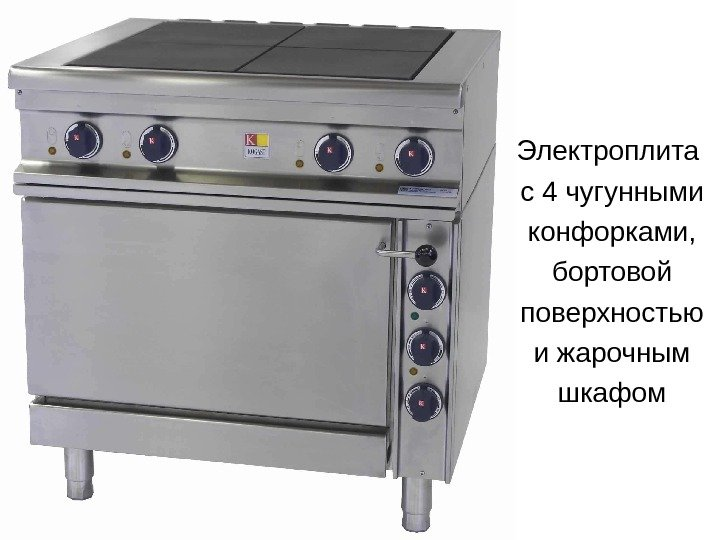 Электроплита
с 4 чугунными
конфорками,
бортовой
поверхностью
и жарочным
шкафом
K